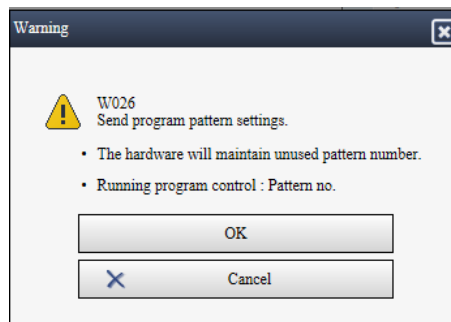 Warning
W026
Send program pattern settings.
• The hardware will maintain unused pattern number.
• Running program control : Pattern no.
OK
Cancel